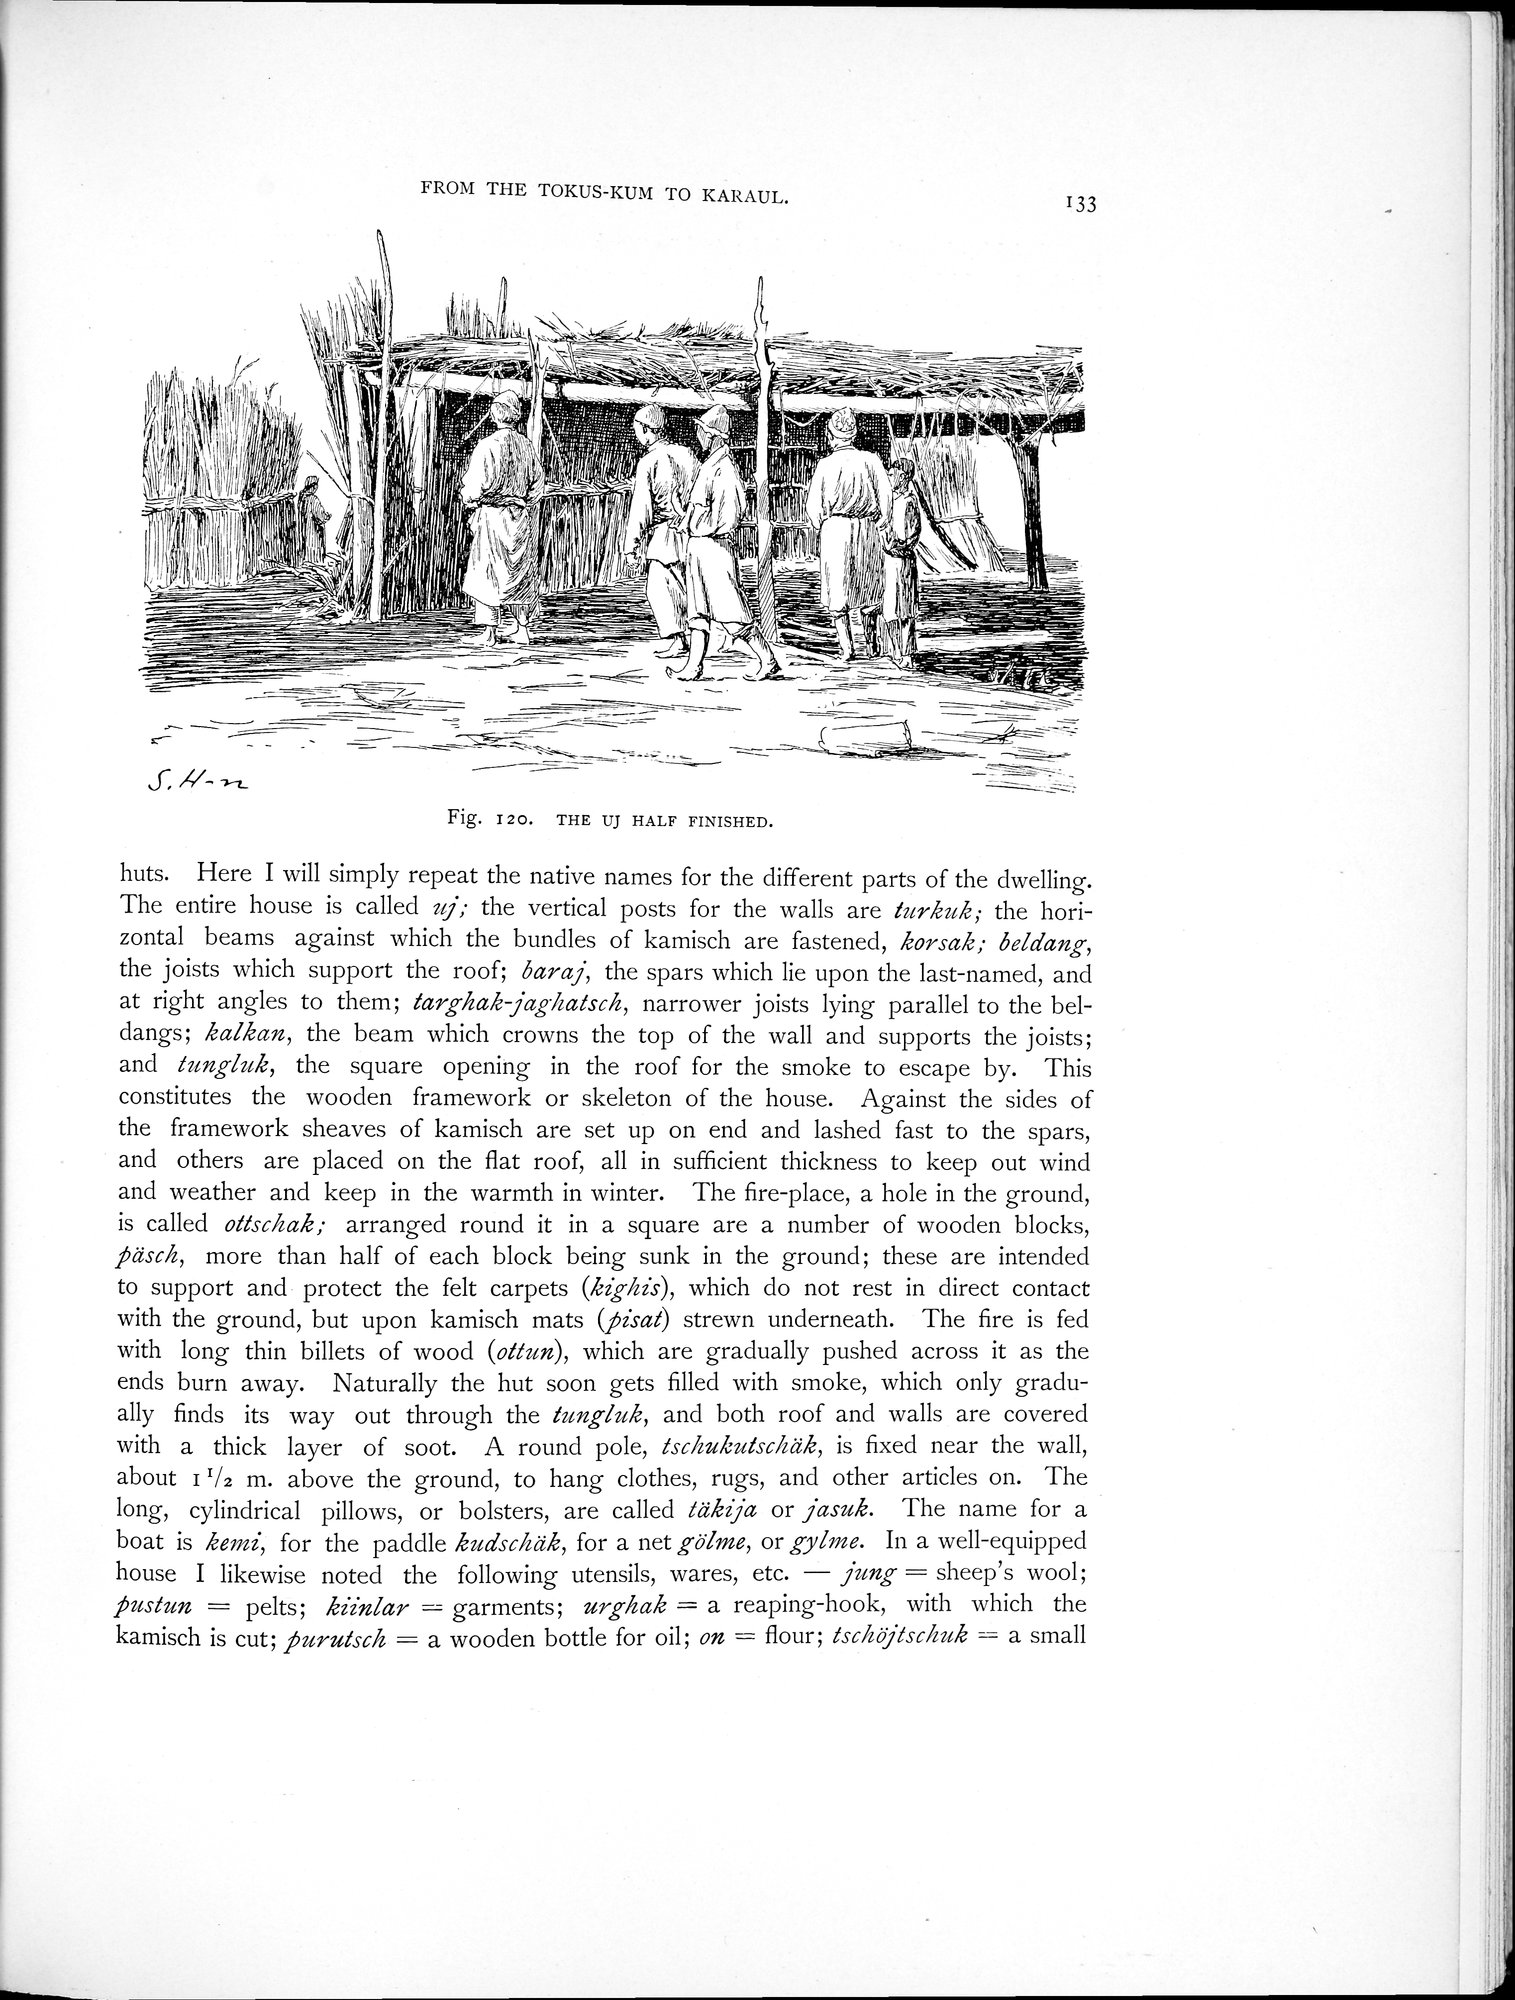 FROM THE TOKUS-KUM TO KARAUL.
133
S. H-n
Fig. 120. THE UJ HALF FINISHED.
huts. Here I will simply repeat the native names for the different parts of the dwelling.
The entire house is called uj; the vertical posts for the walls are turkuk; the hori-
zontal beams against which the bundles of kamisch are fastened, korsak; beldang,
the joists which support the roof; baraj, the spars which lie upon the last-named, and
at right angles to them; targhak-jaghatsch, narrower joists lying parallel to the bel-
dangs; kalkan, the beam which crowns the top of the wall and supports the joists;
and tungluk, the square opening in the roof for the smoke to escape by. This
constitutes the wooden framework or skeleton of the house. Against the sides of
the framework sheaves of kamisch are set up on end and lashed fast to the spars,
and others are placed on the flat roof, all in sufficient thickness to keep out wind
and weather and keep in the warmth in winter. The fire-place, a hole in the ground,
is called ottschak; arranged round it in a square are a number of wooden blocks,
päsch, more than half of each block being sunk in the ground; these are intended
to support and protect the felt carpets (kighis), which do not rest in direct contact
with the ground, but upon kamisch mats (pisat) strewn underneath. The fire is fed
with long thin billets of wood (ottun), which are gradually pushed across it as the
ends burn away. Naturally the hut soon gets filled with smoke, which only gradu-
ally finds its way out through the tungluk, and both roof and walls are covered
with a thick layer of soot. A round pole, tschukutschäk, is fixed near the wall,
about 1 1/2 m. above the ground, to hang clothes, rugs, and other articles on. The
long, cylindrical pillows, or bolsters, are called täkija or jasuk. The name for a
boat is kemi, for the paddle kudschäk, for a net gölme, or gylme. In a well-equipped
house I likewise noted the following utensils, wares, etc. — jung = sheep's wool;
pustun = pelts; kiinlar = garments; urghak = a reaping-hook, with which the
kamisch is cut; purutsch = a wooden bottle for oil; on = flour; tschöjtschuk = a small